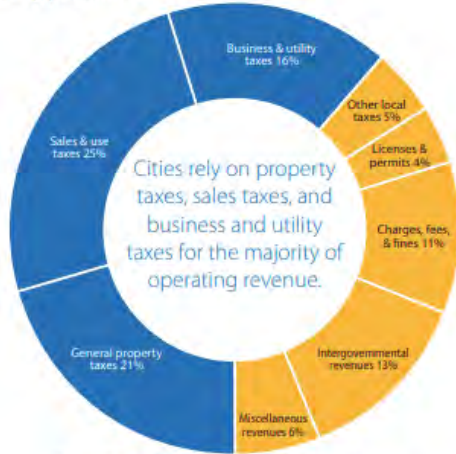 Business & utility
taxes 16%
Other local
taxes 5%
Licenses &
permits 4%
Charges, fees,
& fines 11%
Intergovernmental
revenues 13%
Miscellaneous
revenues 6%
General property
taxes 21%
Sales & use
taxes 25%
Cities rely on property
taxes, sales taxes, and
business and utility
taxes for the majority of
operating revenue.